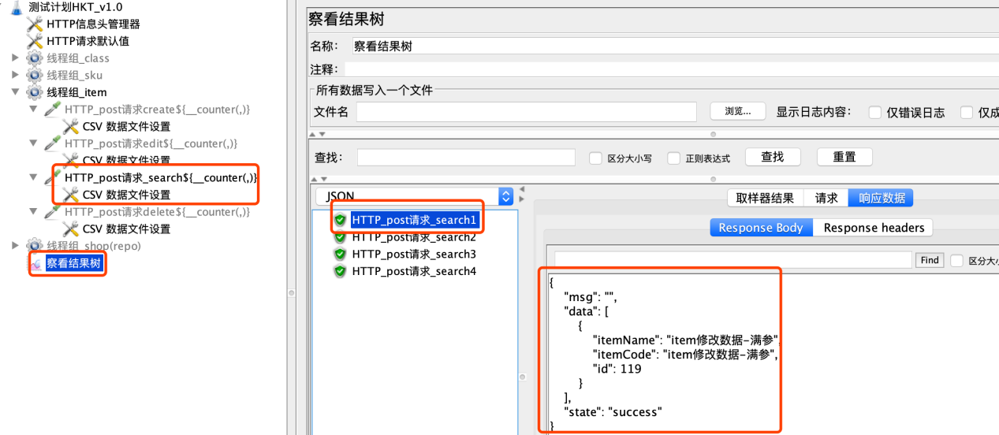 测试计划HKT_v1.0
HTTP信息头管理器
HTTP请求默认值
线程组_class
线程组_sku
线程组_item
HTTP_post请求create${__counter(,)}
CSV 数据文件设置
HTTP_post请求edit${__counter(,)}
CSV 数据文件设置
HTTP_post请求_search${__counter(,)}
CSV 数据文件设置
HTTP_post请求delete${__counter(,)}
CSV 数据文件设置
线程组_shop(repo)
察看结果树
察看结果树
名称： 察看结果树
注释：
所有数据写入一个文件
文件名 浏览... 显示日志内容： 仅错误日志 仅成
查找： 区分大小写 正则表达式 查找 重置
JSON
HTTP_post请求_search1
HTTP_post请求_search2
HTTP_post请求_search3
HTTP_post请求_search4
取样器结果 请求 响应数据
Response Body Response headers
Find 区分大小
{
"msg": "",
"data": [
{
"itemName": "item修改数据-满参",
"itemCode": "item修改数据-满参",
"id": 119
}
],
"state": "success"
}